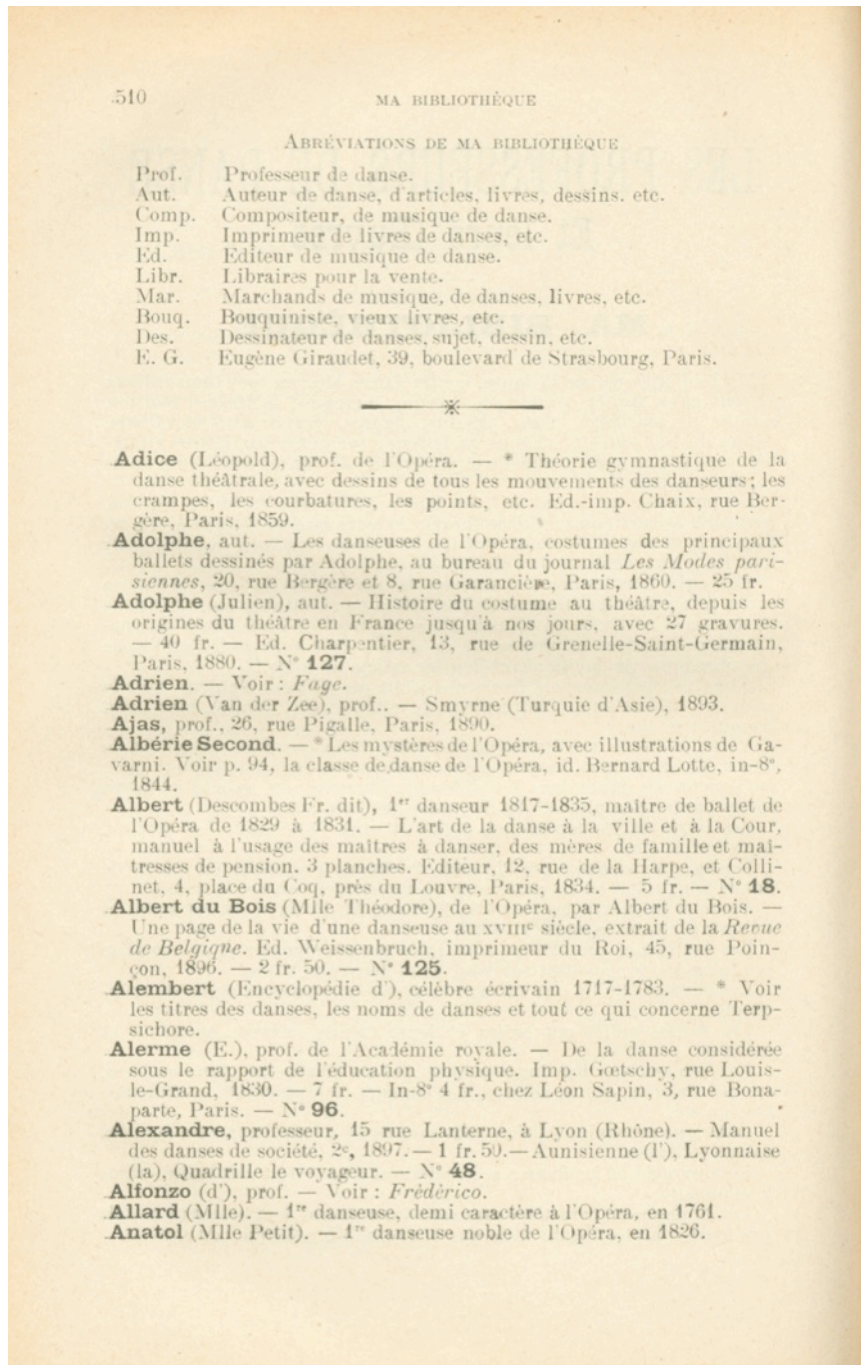 510 MA BIBLIOTHÈQUE
ABRÉVIATIONS DE MA BIBLIOTHÈQUE
Prof. Professeur de danse.
Aut. Auteur de danse, d'articles, livres, dessins. etc.
Comp. Compositeur, de musique de danse.
Imp. Imprimeur de livres de danses, etc.
Ed. Editeur de musique de danse.
Libr. Libraires pour la vente.
Mar. Marchands de musique, de danses, livres, etc.
Bouq. Bouquiniste, vieux livres, etc.
Des. Dessinateur de danses, sujet, dessin, etc.
E. G. Eugène Giraudet, 39, boulevard de Strasbourg, Paris.
Adice (Léopold), prof. de l'Opéra. — * Théorie gymnastique de la
danse théâtrale, avec dessins de tous les mouvements des danseurs; les
crampes, les courbatures, les points, etc. Ed.-imp. Chaix, rue Ber-
gère, Paris, 1859.
Adolphe, aut. — Les danseuses de l'Opéra, costumes des principaux
ballets dessinés par Adolphe, au bureau du journal Les Modes pari-
siennes, 20, rue Bergère et 8, rue Garancière, Paris, 1860. — 25 fr.
Adolphe (Julien), aut. — Histoire du costume au théâtre, depuis les
origines du théâtre en France jusqu'à nos jours, avec 27 gravures.
— 40 fr. — Ed. Charpentier, 13, rue de Grenelle-Saint-Germain,
Paris, 1880. — N° 127.
Adrien. — Voir : Fage.
Adrien (Van der Zee), prof.. — Smyrne (Turquie d'Asie), 1893.
Ajas, prof., 26, rue Pigalle, Paris, 1890.
Albérie Second. — * Les mystères de l'Opéra, avec illustrations de Ga-
varni. Voir p. 94, la classe de danse de l'Opéra, id. Bernard Lotte, in-8°,
1844.
Albert (Descombes Fr. dit), 1er danseur 1817-1835, maître de ballet de
l'Opéra de 1829 à 1831. — L'art de la danse à la ville et à la Cour,
manuel à l'usage des maîtres à danser, des mères de famille et maî-
tresses de pension. 3 planches. Editeur, 12, rue de la Harpe, et Colli-
net, 4, place du Coq, près du Louvre, Paris, 1834. — 5 fr. — N° 18.
Albert du Bois (Mlle Théodore), de l'Opéra, par Albert du Bois. —
Une page de la vie d'une danseuse au XVIIIe siècle, extrait de la Revue
de Belgique. Ed. Weissenbruch, imprimeur du Roi, 45, rue Poin-
çon, 1896. — 2 fr. 50. — N° 125.
Alembert (Encyclopédie d'), célèbre écrivain 1717-1783. — * Voir
les titres des danses, les noms de danses et tout ce qui concerne Terp-
sichore.
Alerme (E.), prof. de l'Académie royale. — De la danse considérée
sous le rapport de l'éducation physique. Imp. Gœtschy, rue Louis-
le-Grand, 1830. — 7 fr. — In-8° 4 fr., chez Léon Sapin, 3, rue Bona-
parte, Paris. — N° 96.
Alexandre, professeur, 15 rue Lanterne, à Lyon (Rhône). — Manuel
des danses de société, 2e, 1897. — 1 fr. 50. — Aunisienne (l'), Lyonnaise
(la), Quadrille le voyageur. — N° 48.
Alfonzo (d'), prof. — Voir : Frédérico.
Allard (Mlle). — 1re danseuse, demi caractère à l'Opéra, en 1761.
Anatol (Mlle Petit). — 1re danseuse noble de l'Opéra, en 1826.